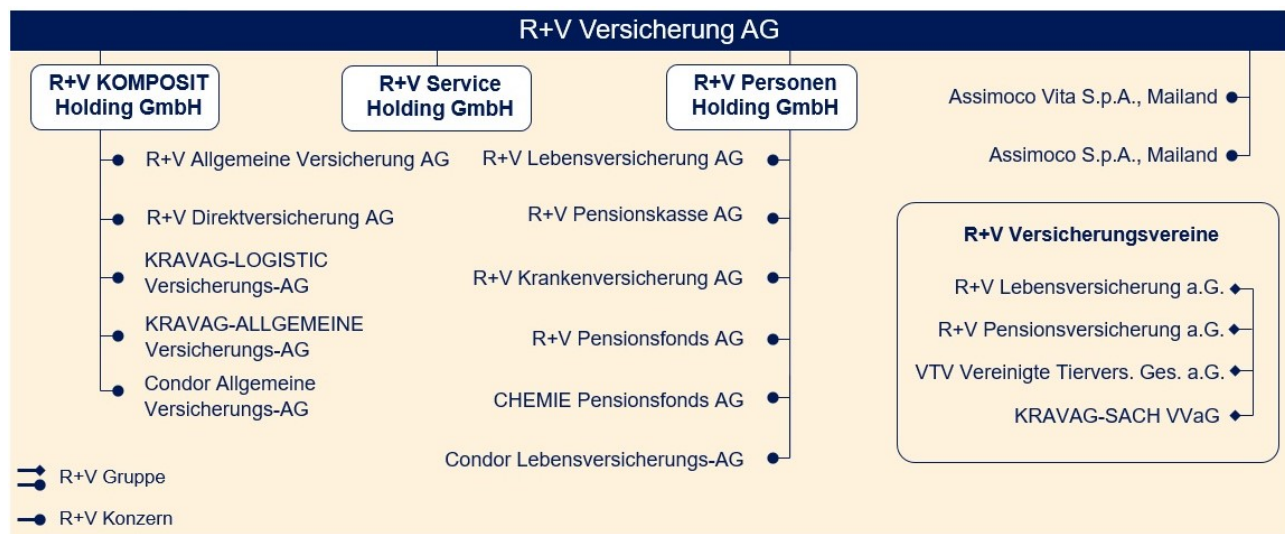 R+V Versicherung AG
R+V KOMPOSIT
Holding GmbH
R+V Allgemeine Versicherung AG
R+V Direktversicherung AG
KRAVAG-LOGISTIC
Versicherungs-AG
KRAVAG-ALLGEMEINE
Versicherungs-AG
Condor Allgemeine
Versicherungs-AG
R+V Service
Holding GmbH
R+V Personen
Holding GmbH
R+V Lebensversicherung AG
R+V Pensionskasse AG
R+V Krankenversicherung AG
R+V Pensionsfonds AG
CHEMIE Pensionsfonds AG
Condor Lebensversicherungs-AG
Assimoco Vita S.p.A., Mailand
Assimoco S.p.A., Mailand
R+V Versicherungsvereine
R+V Lebensversicherung a.G.
R+V Pensionsversicherung a.G.
VTV Vereinigte Tiervers. Ges. a.G.
KRAVAG-SACH VVaG
R+V Gruppe
R+V Konzern